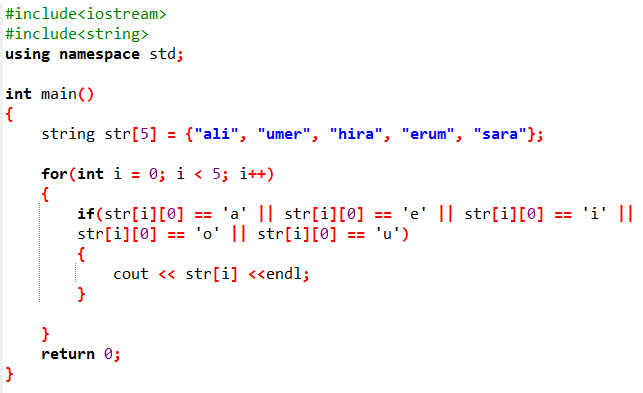 #include<iostream>
#include<string>
using namespace std;
int main()
{
string str[5] = {"ali", "umer", "hira", "erum", "sara"};
for(int i = 0; i < 5; i++)
{
if(str[i][0] == 'a' || str[i][0] == 'e' || str[i][0] == 'i' ||
str[i][0] == 'o' || str[i][0] == 'u')
{
cout << str[i] <<endl;
}
}
return 0;
}